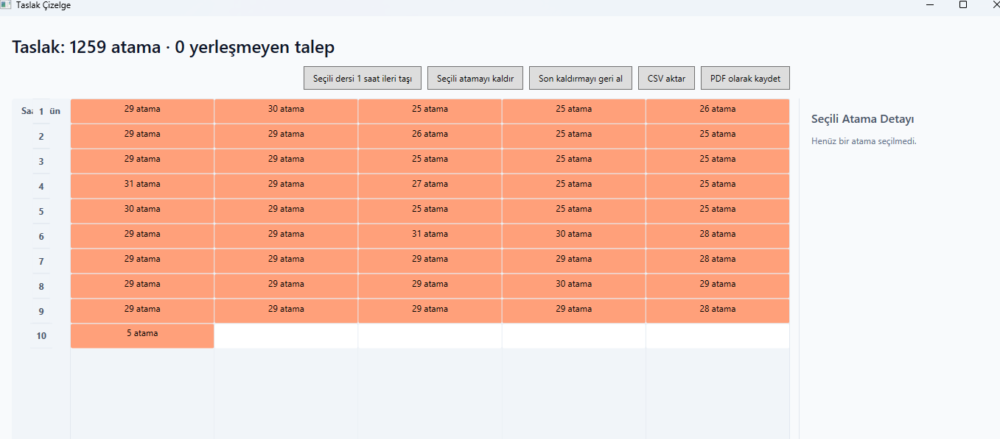 Taslak Çizelge
Taslak: 1259 atama · 0 yerleşmeyen talep
Seçili dersi 1 saat ileri taşı Seçili atamayı kaldır Son kaldırmayı geri al CSV aktar PDF olarak kaydet
1 29 atama 30 atama 25 atama 25 atama 26 atama
2 29 atama 29 atama 26 atama 25 atama 25 atama
3 29 atama 29 atama 25 atama 25 atama 25 atama
4 31 atama 29 atama 27 atama 25 atama 25 atama
5 30 atama 29 atama 25 atama 25 atama 25 atama
6 29 atama 29 atama 31 atama 30 atama 28 atama
7 29 atama 29 atama 29 atama 29 atama 28 atama
8 29 atama 29 atama 29 atama 30 atama 29 atama
9 29 atama 29 atama 29 atama 29 atama 28 atama
10 5 atama
Seçili Atama Detayı
Henüz bir atama seçilmedi.